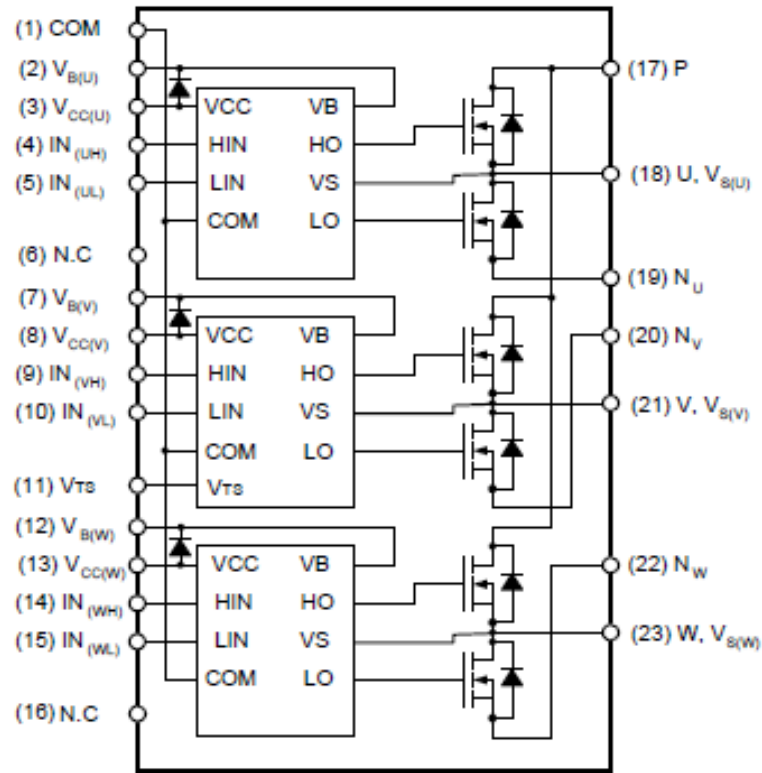 (1) COM
(2) VB(U)
(3) VCC(U)
(4) IN(UH)
(5) IN(UL)
(6) N.C
(7) VB(V)
(8) VCC(V)
(9) IN(VH)
(10) IN(VL)
(11) VTS
(12) VB(W)
(13) VCC(W)
(14) IN(WH)
(15) IN(WL)
(16) N.C
VCC VB
HIN HO
LIN VS
COM LO
VCC VB
HIN HO
LIN VS
COM LO
VTS
VCC VB
HIN HO
LIN VS
COM LO
(17) P
(18) U, VS(U)
(19) NU
(20) NV
(21) V, VS(V)
(22) NW
(23) W, VS(W)